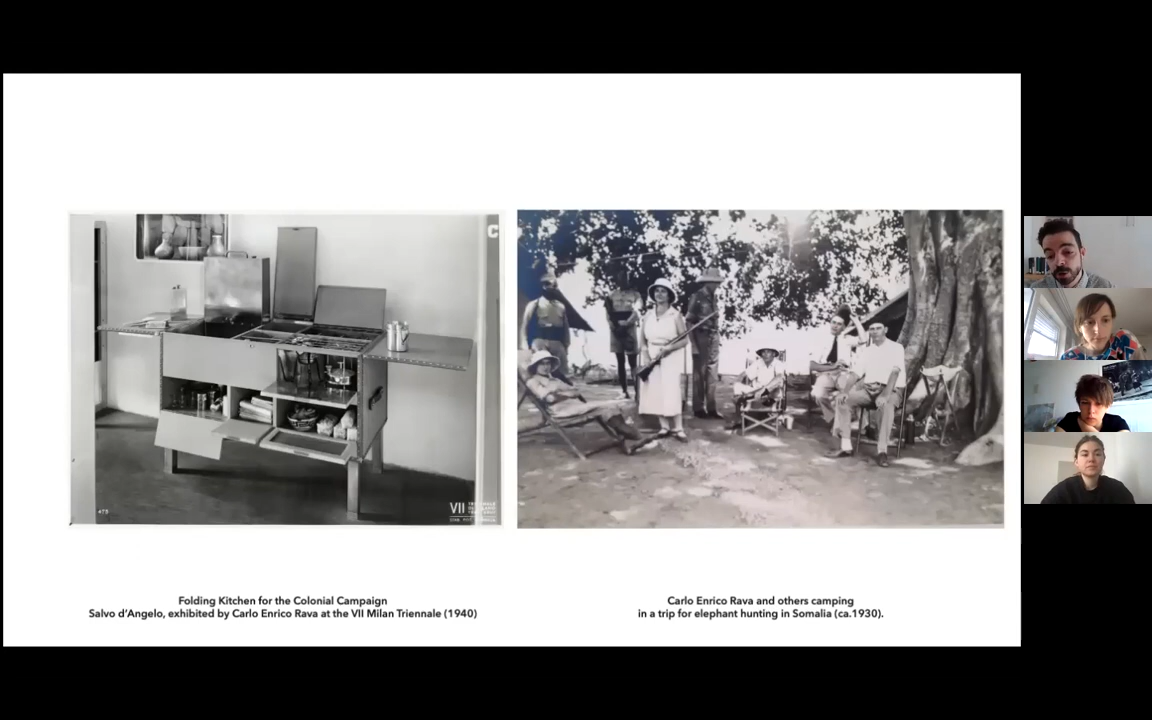 C
473
VII
Folding Kitchen for the Colonial Campaign
Salvo d'Angelo, exhibited by Carlo Enrico Rava at the VII Milan Triennale (1940)
Carlo Enrico Rava and others camping
in a trip for elephant hunting in Somalia (ca.1930).